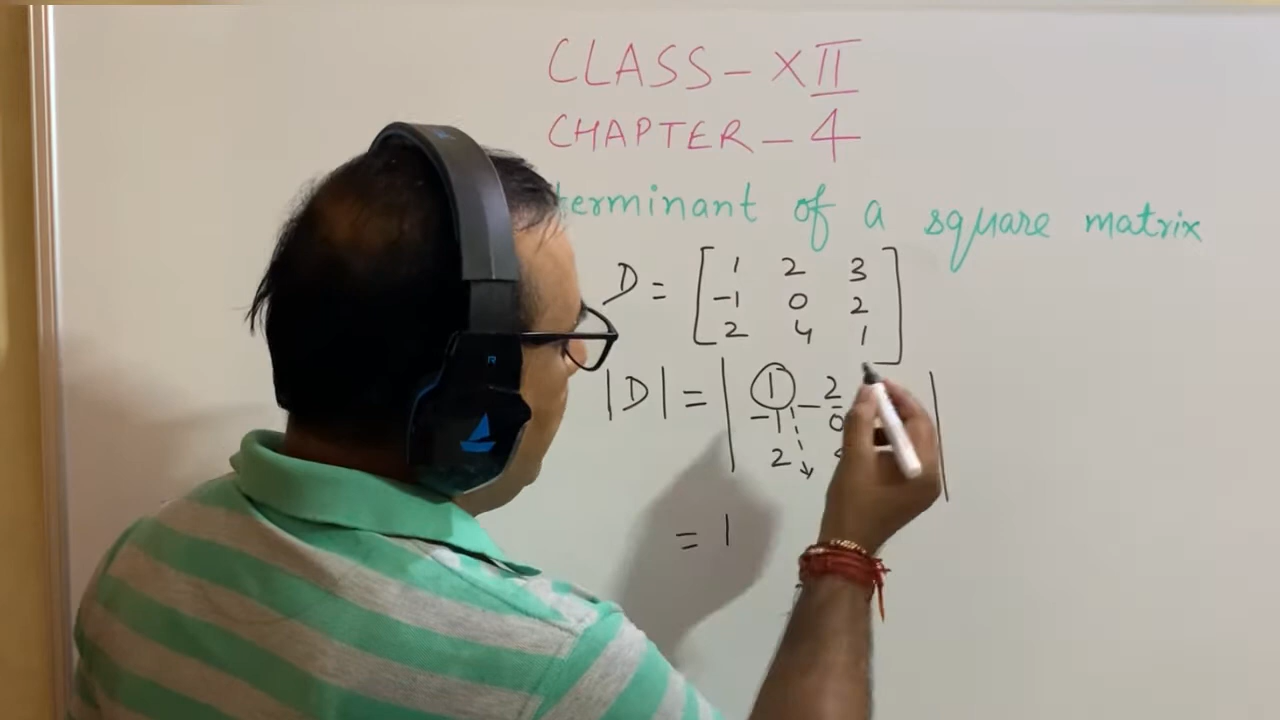 CLASS - XII
CHAPTER - 4
terminant of a square matrix
D = [ 1 2 3
-1 0 2
2 4 1 ]
|D| = | 1 2
-1 0
2 |
= 1
R